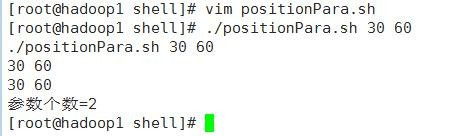 [root@hadoop1 shell]# vim positionPara.sh
[root@hadoop1 shell]# ./positionPara.sh 30 60
./positionPara.sh 30 60
30 60
30 60
参数个数=2
[root@hadoop1 shell]#